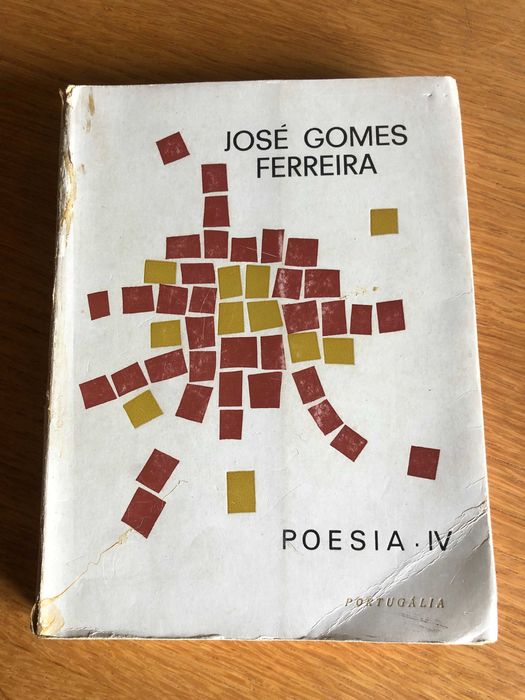 JOSÉ GOMES
FERREIRA
POESIA · IV
PORTUGÁLIA